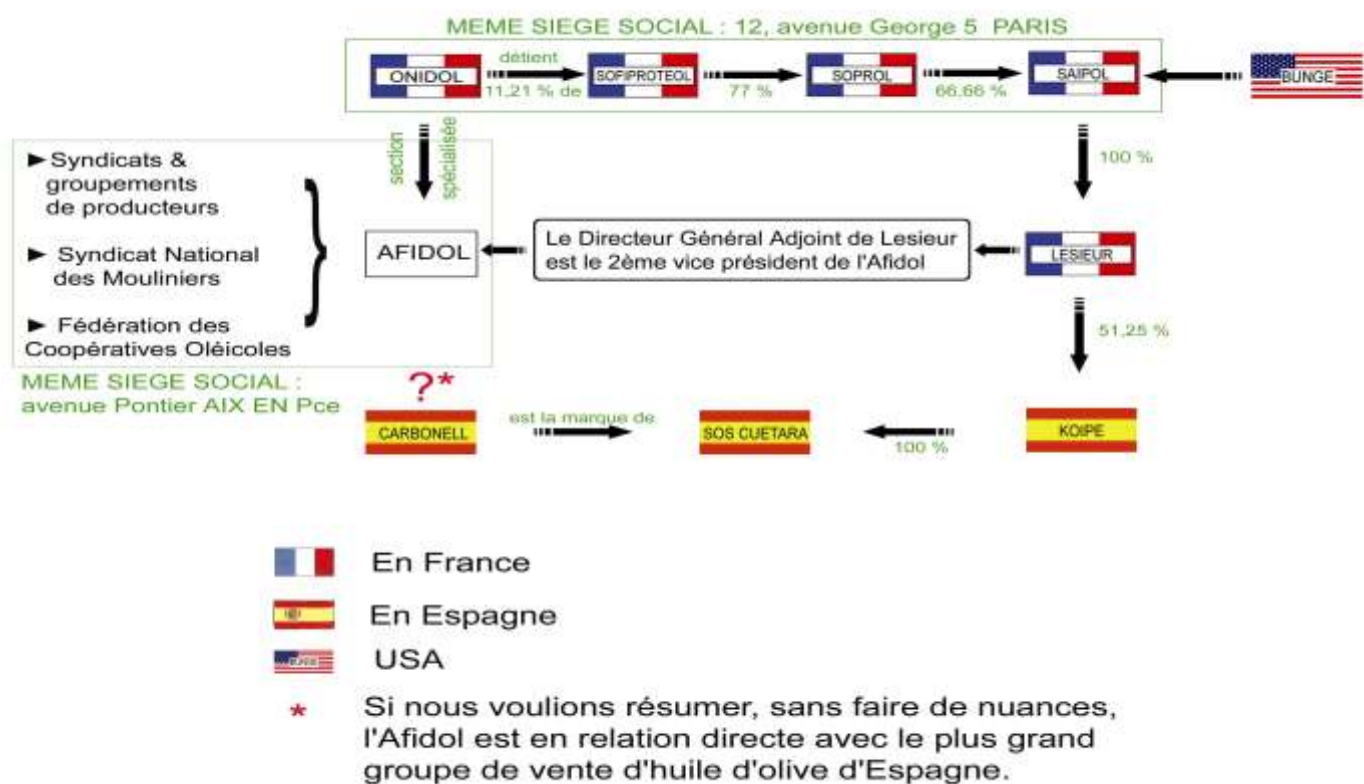 MEME SIEGE SOCIAL : 12, avenue George 5 PARIS
ONIDOL
détient
11,21 % de
SOFIPROTEOL
77 %
SOPROL
66,66 %
SAIPOL
BUNGE
section
spécialisée
100 %
► Syndicats &
groupements
de producteurs
► Syndicat National
des Mouliniers
► Fédération des
Coopératives Oléicoles
AFIDOL
Le Directeur Général Adjoint de Lesieur
est le 2ème vice président de l'Afidol
LESIEUR
51,25 %
MEME SIEGE SOCIAL :
avenue Pontier AIX EN Pce
?*
CARBONELL
est la marque de
SOS CUETARA
100 %
KOIPE
En France
En Espagne
USA
* Si nous voulions résumer, sans faire de nuances,
l'Afidol est en relation directe avec le plus grand
groupe de vente d'huile d'olive d'Espagne.